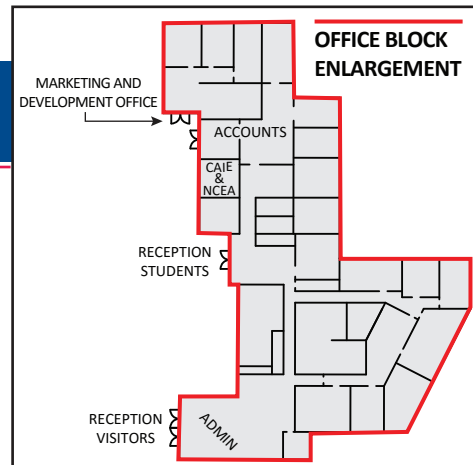 OFFICE BLOCK
ENLARGEMENT
MARKETING AND
DEVELOPMENT OFFICE
ACCOUNTS
CAIE
&
NCEA
RECEPTION
STUDENTS
RECEPTION
VISITORS
ADMIN